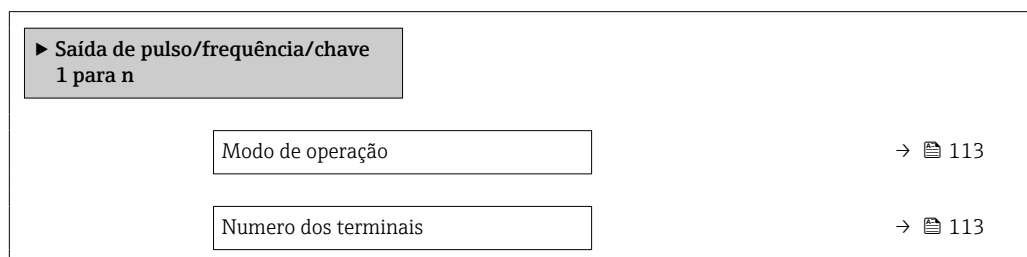 ▶ Saída de pulso/frequência/chave
1 para n
Modo de operação → 113
Numero dos terminais → 113